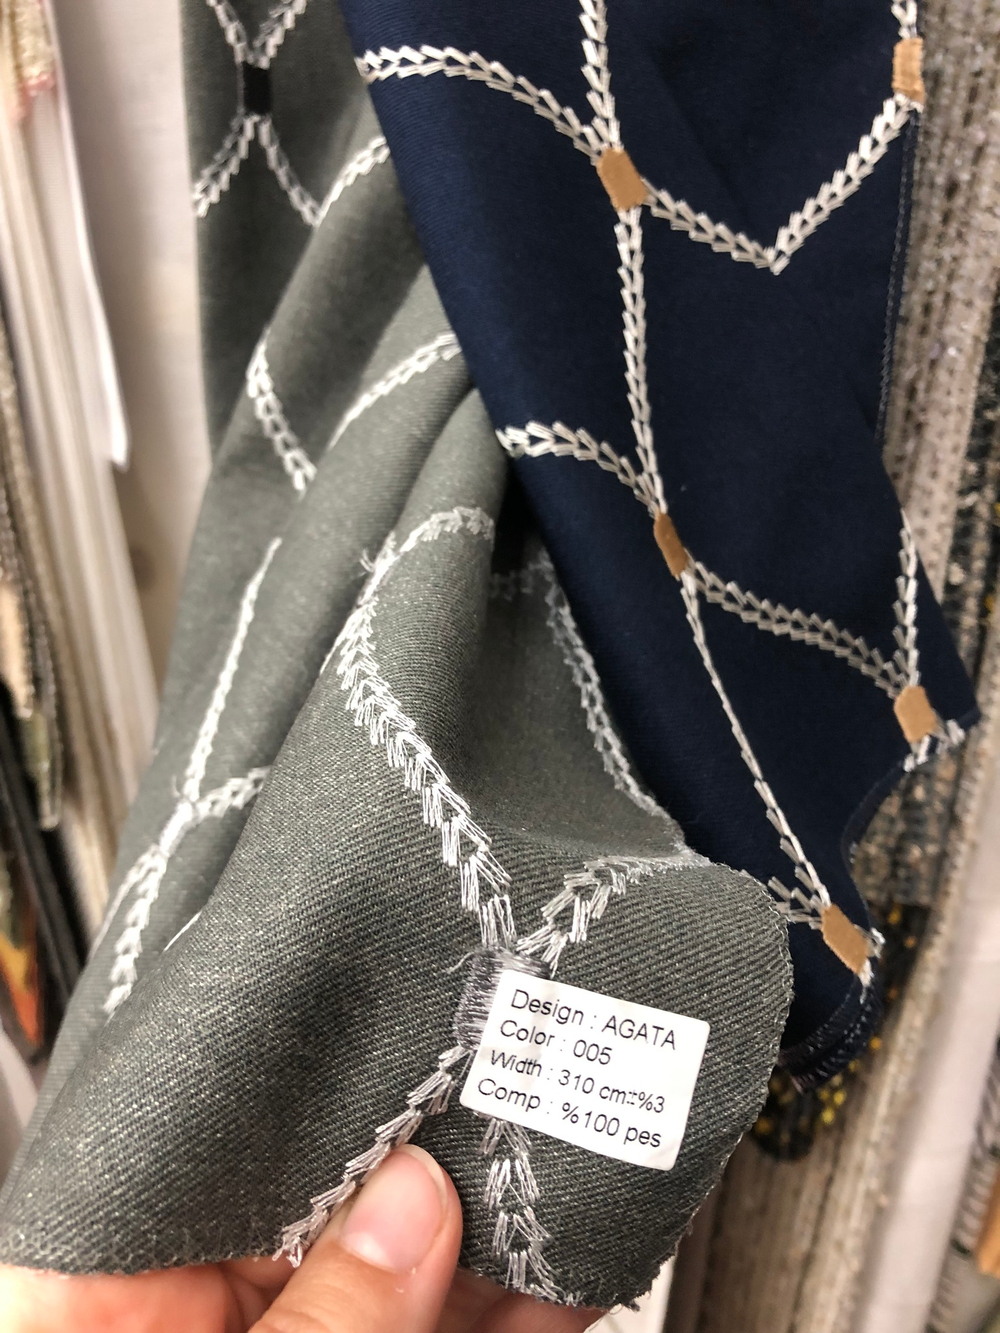 Design : AGATA
Color : 005
Width : 310 cm±%3
Comp : %100 pes